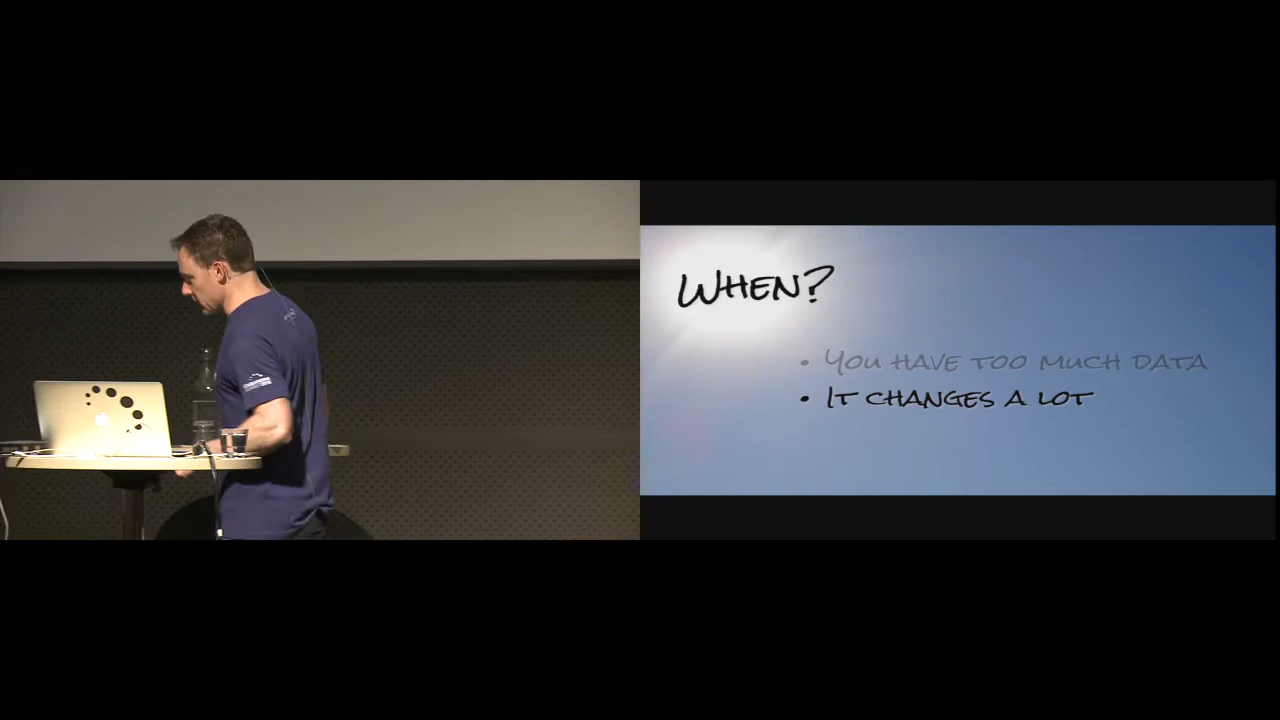 When?
• You have too much data
• It changes a lot